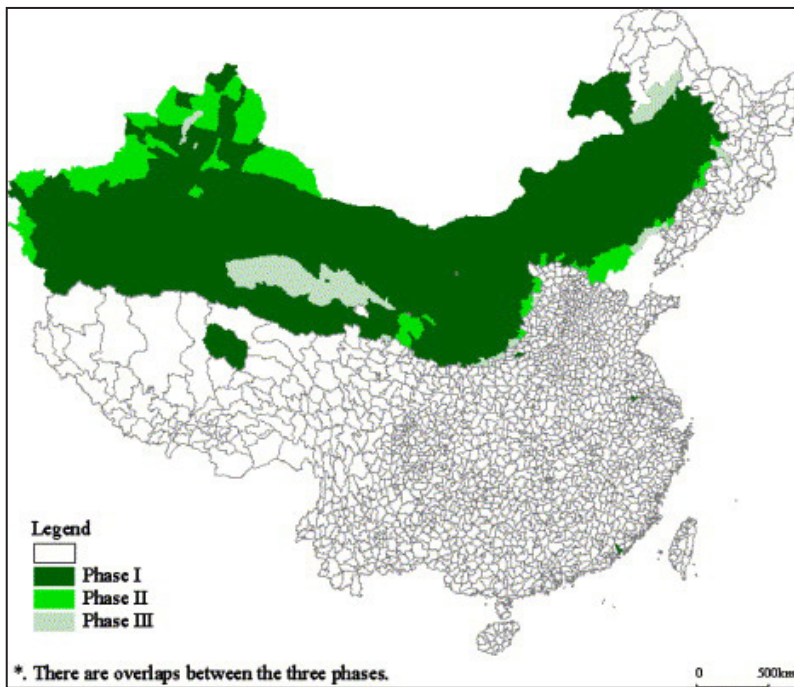 Legend
Phase I
Phase II
Phase III
*. There are overlaps between the three phases.
0 500km